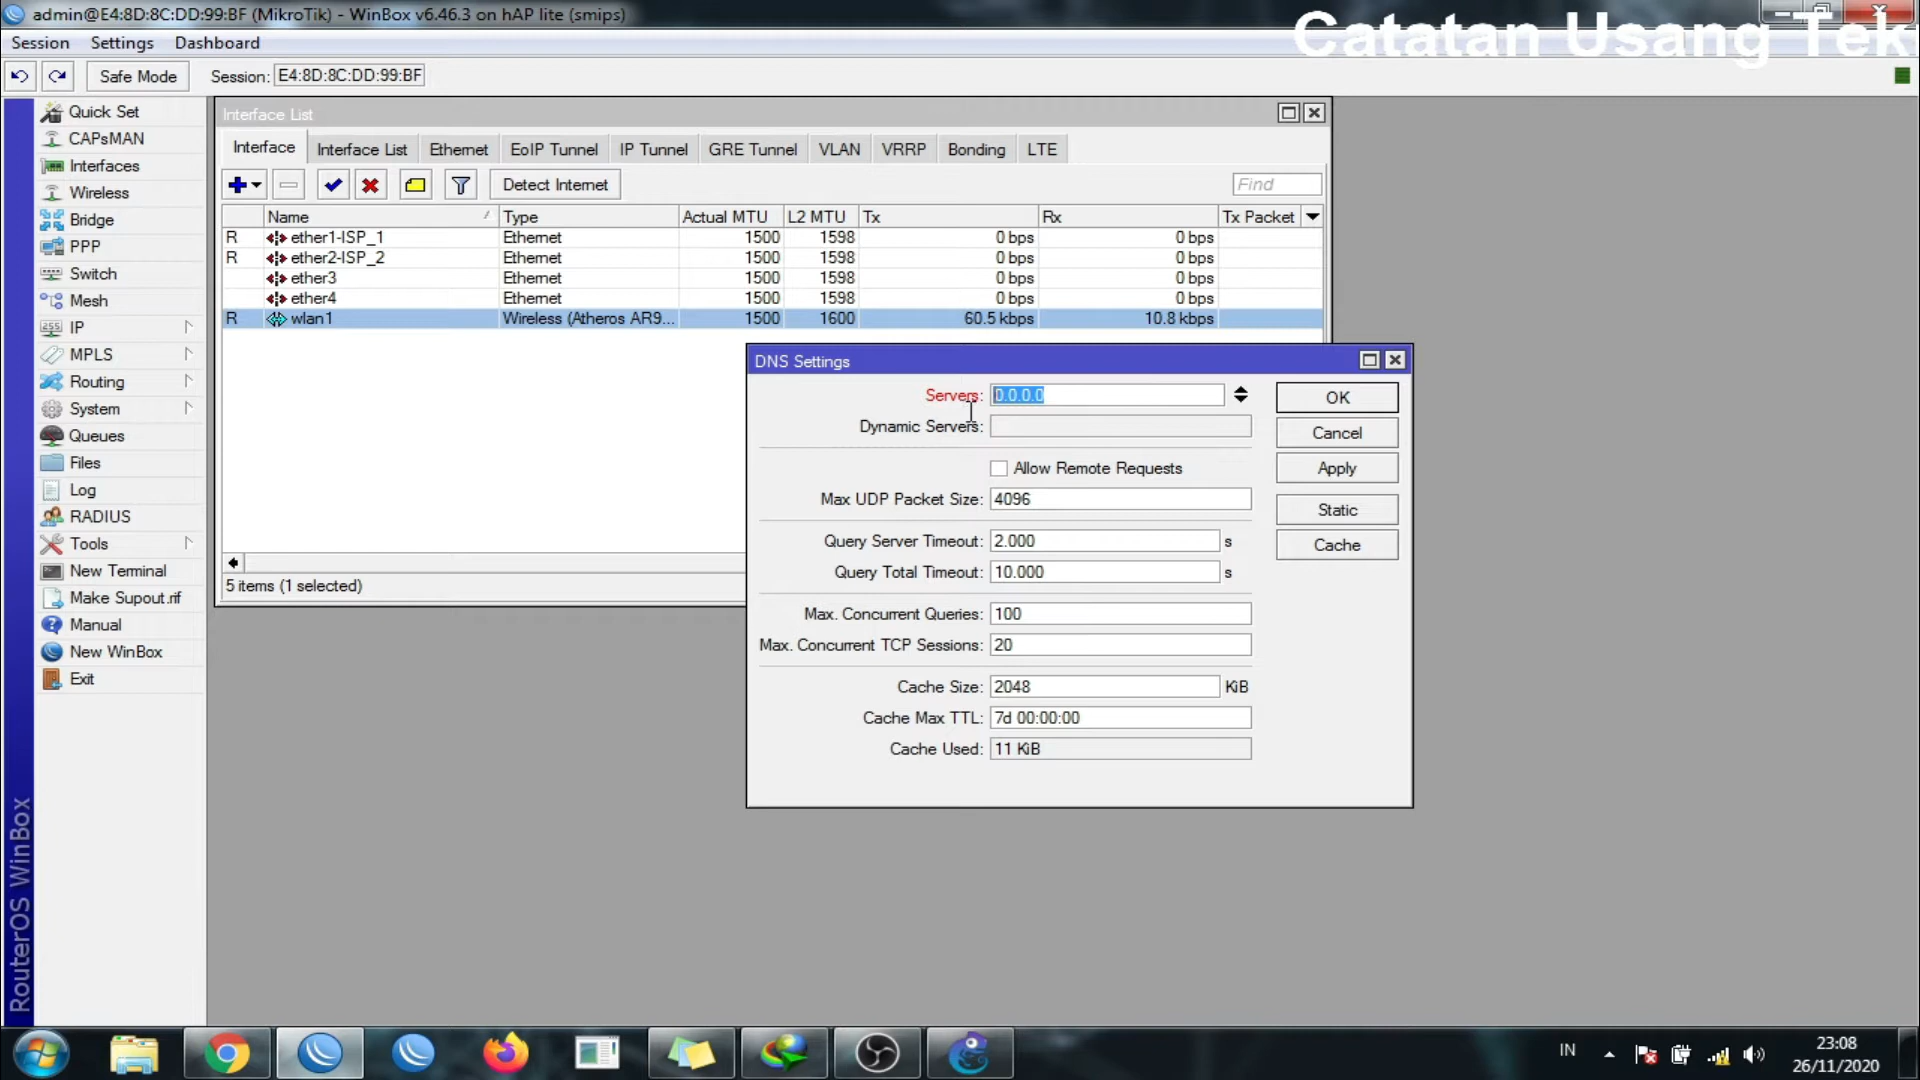 admin@E4:8D:8C:DD:99:BF (MikroTik) - WinBox v6.46.3 on hAP lite (smips)
Catatan Usang Tek
Session Settings Dashboard
Safe Mode Session: E4:8D:8C:DD:99:BF
Quick Set
CAPsMAN
Interfaces
Wireless
Bridge
PPP
Switch
Mesh
IP
MPLS
Routing
System
Queues
Files
Log
RADIUS
Tools
New Terminal
Make Supout.rif
Manual
New WinBox
Exit
RouterOS WinBox
Interface List
Interface Interface List Ethernet EoIP Tunnel IP Tunnel GRE Tunnel VLAN VRRP Bonding LTE
Detect Internet Find
Name Type Actual MTU L2 MTU Tx Rx Tx Packet
R ether1-ISP_1 Ethernet 1500 1598 0 bps 0 bps
R ether2-ISP_2 Ethernet 1500 1598 0 bps 0 bps
ether3 Ethernet 1500 1598 0 bps 0 bps
ether4 Ethernet 1500 1598 0 bps 0 bps
R wlan1 Wireless (Atheros AR9... 1500 1600 60.5 kbps 10.8 kbps
5 items (1 selected)
DNS Settings
Servers: 0.0.0.0
Dynamic Servers:
Allow Remote Requests
Max UDP Packet Size: 4096
Query Server Timeout: 2.000 s
Query Total Timeout: 10.000 s
Max. Concurrent Queries: 100
Max. Concurrent TCP Sessions: 20
Cache Size: 2048 KiB
Cache Max TTL: 7d 00:00:00
Cache Used: 11 KiB
OK
Cancel
Apply
Static
Cache
IN
23:08
26/11/2020